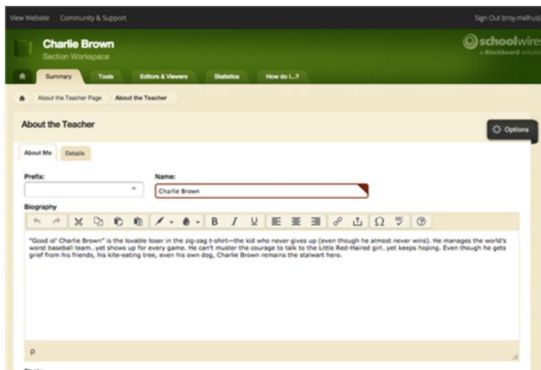 View Website Community & Support Sign Out (troy.melhus)
Charlie Brown
Section Workspace
schoolwires
a Blackboard solution
Summary Tools Editors & Viewers Statistics How do I...?
About the Teacher Page About the Teacher
About the Teacher
Options
About Me Details
Prefix: Name:
Charlie Brown
Biography
B I U Ω
"Good ol' Charlie Brown" is the lovable loser in the zig-zag t-shirt—the kid who never gives up (even though he almost never wins). He manages the world's
worst baseball team...yet shows up for every game. He can't muster the courage to talk to the Little Red-Haired girl...yet keeps hoping. Even though he gets
grief from his friends, his kite-eating tree, even his own dog, Charlie Brown remains the stalwart hero.
p